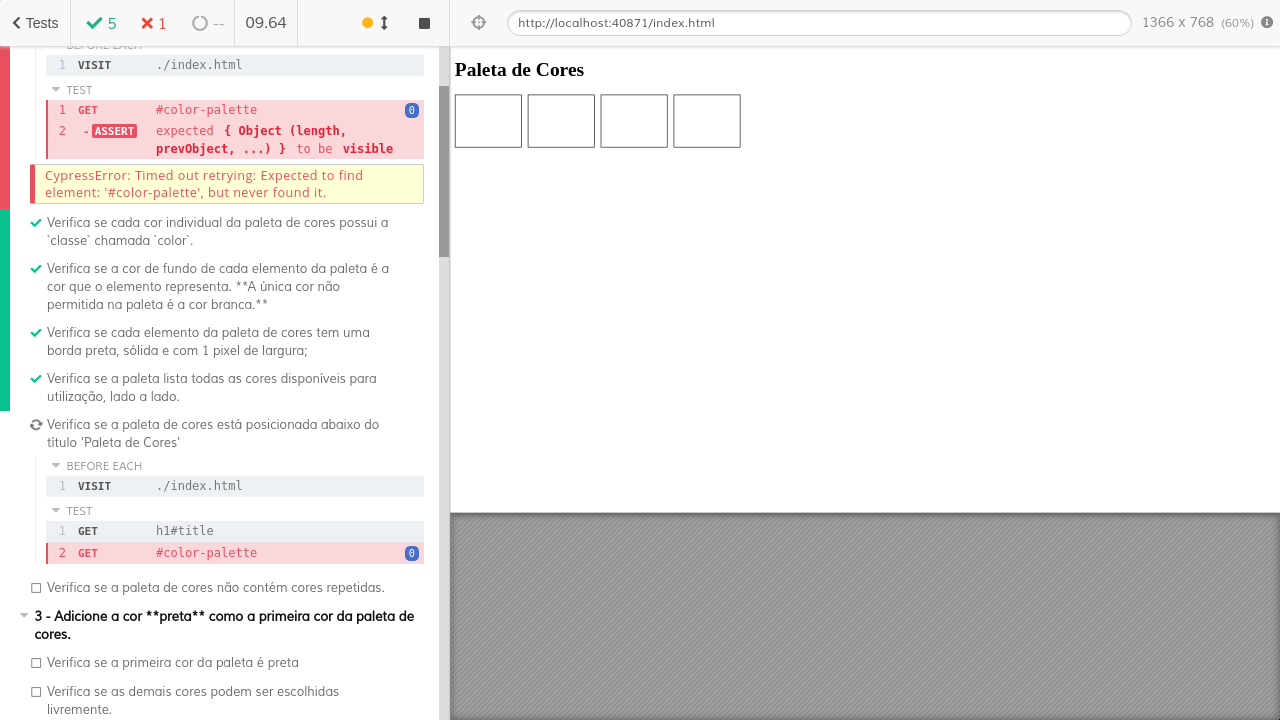 Tests
5
1
--
09.64
http://localhost:40871/index.html
1366 x 768 (60%)
BEFORE EACH
1 VISIT ./index.html
TEST
1 GET #color-palette 0
2 -ASSERT expected { Object (length,
prevObject, ...) } to be visible
CypressError: Timed out retrying: Expected to find
element: '#color-palette', but never found it.
Verifica se cada cor individual da paleta de cores possui a
`classe` chamada `color`.
Verifica se a cor de fundo de cada elemento da paleta é a
cor que o elemento representa. **A única cor não
permitida na paleta é a cor branca.**
Verifica se cada elemento da paleta de cores tem uma
borda preta, sólida e com 1 pixel de largura;
Verifica se a paleta lista todas as cores disponíveis para
utilização, lado a lado.
Verifica se a paleta de cores está posicionada abaixo do
título 'Paleta de Cores'
BEFORE EACH
1 VISIT ./index.html
TEST
1 GET h1#title
2 GET #color-palette 0
Verifica se a paleta de cores não contém cores repetidas.
3 - Adicione a cor **preta** como a primeira cor da paleta de
cores.
Verifica se a primeira cor da paleta é preta
Verifica se as demais cores podem ser escolhidas
livremente.
Paleta de Cores